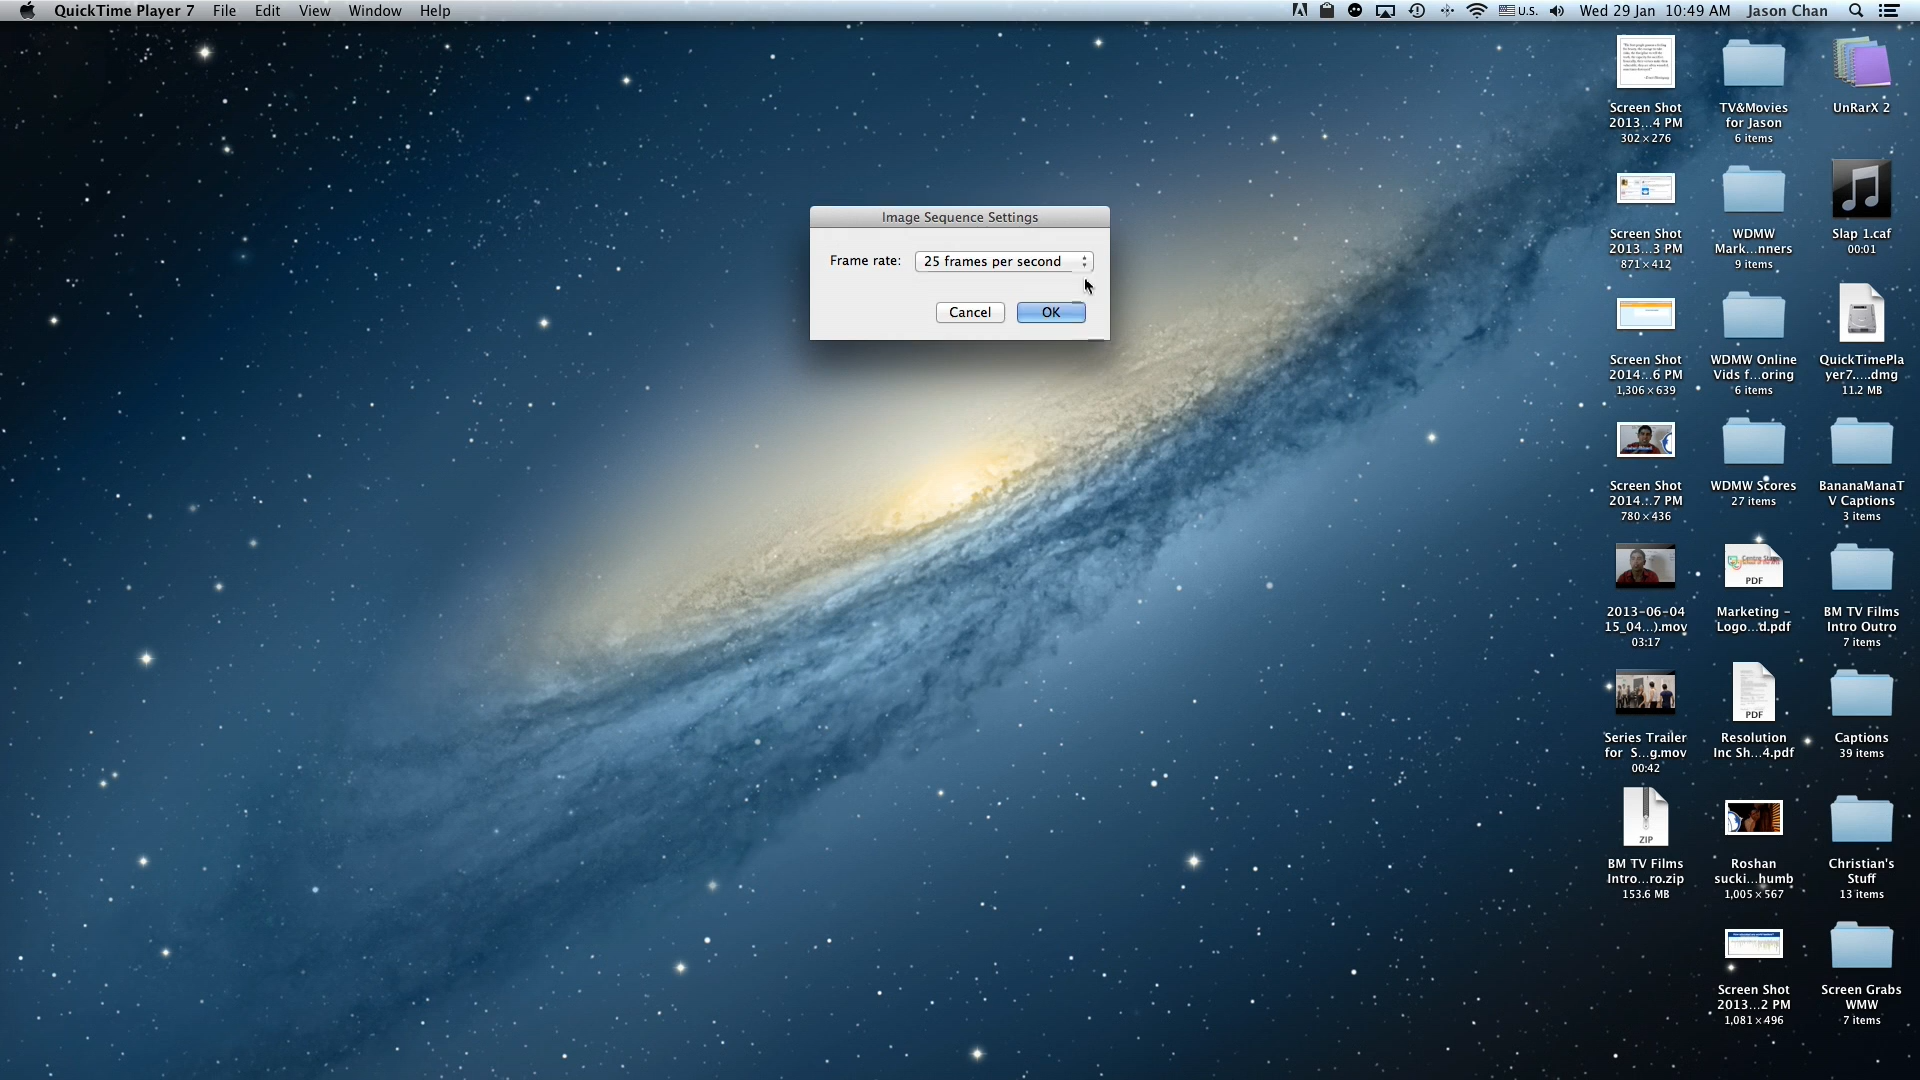 QuickTime Player 7 File Edit View Window Help
U.S. Wed 29 Jan 10:49 AM Jason Chan
Image Sequence Settings
Frame rate: 25 frames per second
Cancel OK
Screen Shot
2013...4 PM
302×276
TV&Movies
for Jason
6 items
UnRarX 2
Screen Shot
2013...3 PM
871×412
WDMW
Mark...nners
9 items
Slap 1.caf
00:01
Screen Shot
2014...6 PM
1,306×639
WDMW Online
Vids f...oring
6 items
QuickTimePla
yer7....dmg
11.2 MB
Screen Shot
2014...7 PM
780×436
WDMW Scores
27 items
BananaManaT
V Captions
3 items
2013-06-04
15_04...).mov
03:17
PDF
Marketing -
Logo...d.pdf
BM TV Films
Intro Outro
7 items
Series Trailer
for S...g.mov
00:42
PDF
Resolution
Inc Sh...4.pdf
Captions
39 items
ZIP
BM TV Films
Intro...ro.zip
153.6 MB
Roshan
sucki...humb
1,005×567
Christian's
Stuff
13 items
Screen Shot
2013...2 PM
1,081×496
Screen Grabs
WMW
7 items